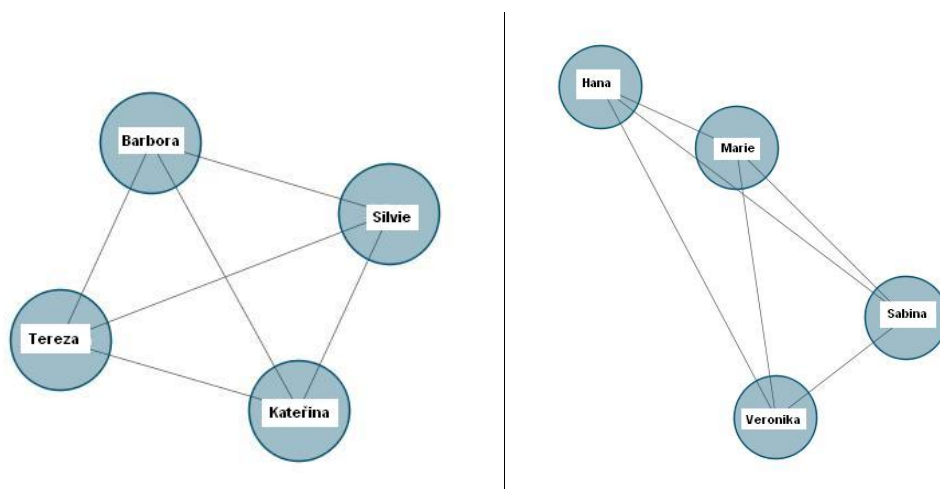 Barbora
Silvie
Tereza
Kateřina
Hana
Marie
Sabina
Veronika